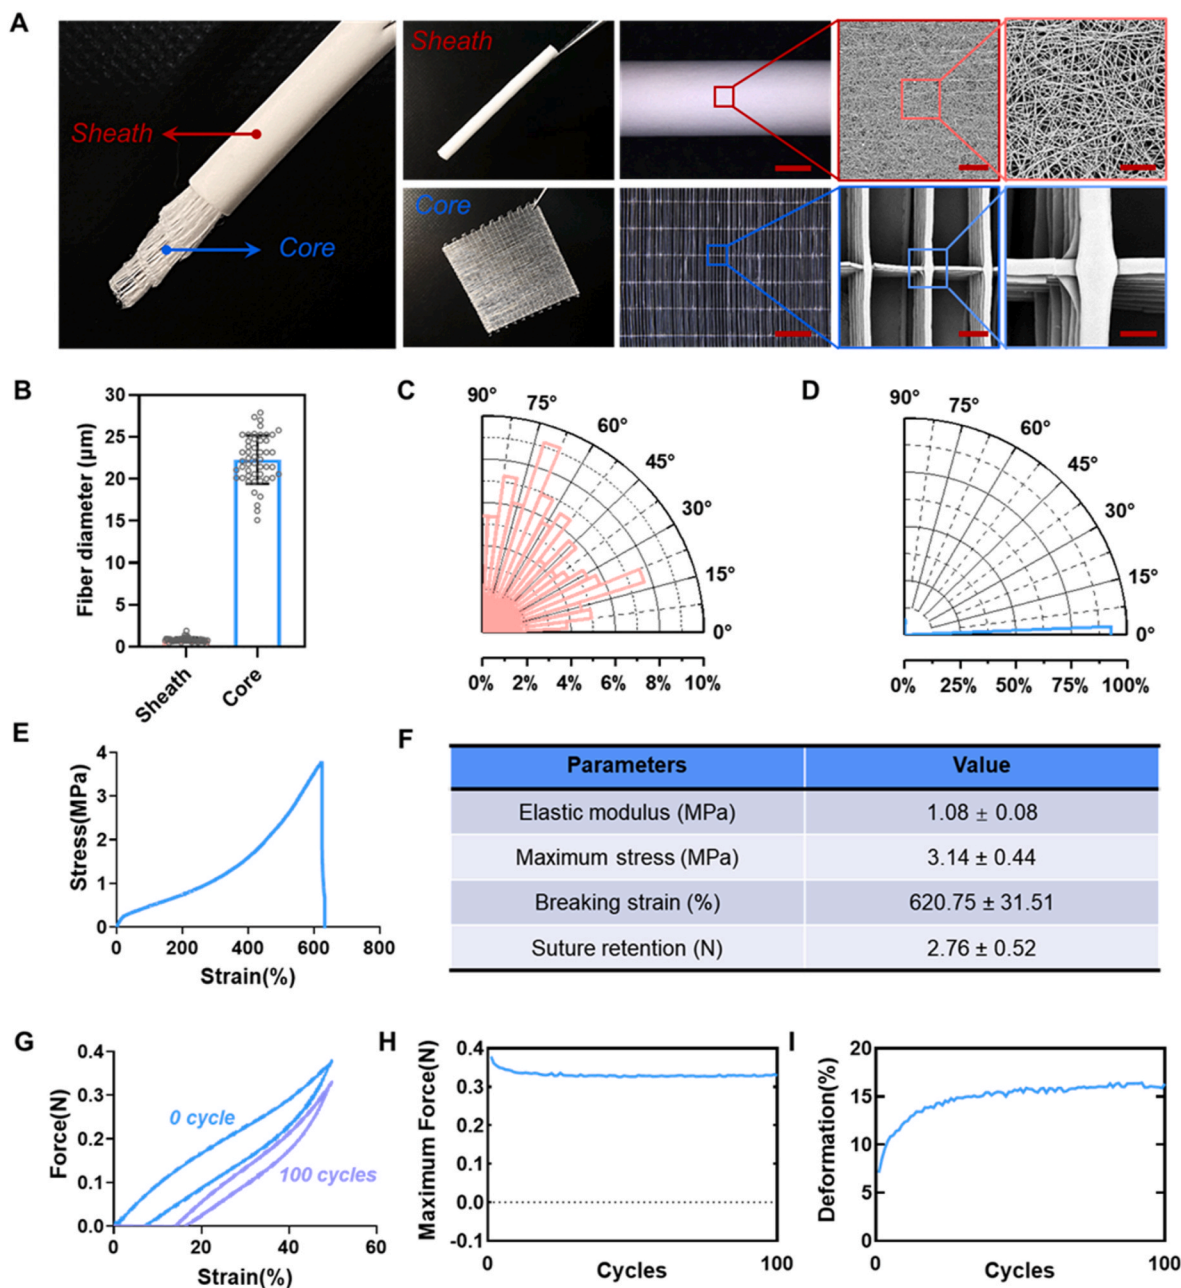 A
Sheath
Core
Sheath
Core
B
Fiber diameter (μm)
30
25
20
15
10
5
0
Sheath
Core
C
90°
75°
60°
45°
30°
15°
0°
0% 2% 4% 6% 8% 10%
D
90°
75°
60°
45°
30°
15°
0°
0% 25% 50% 75% 100%
E
Stress(MPa)
4
3
2
1
0
0 200 400 600 800
Strain(%)
F
Parameters Value
Elastic modulus (MPa) 1.08 ± 0.08
Maximum stress (MPa) 3.14 ± 0.44
Breaking strain (%) 620.75 ± 31.51
Suture retention (N) 2.76 ± 0.52
G
Force(N)
0.4
0.3
0.2
0.1
0.0
0 cycle
100 cycles
0 20 40 60
Strain(%)
H
Maximum Force(N)
0.4
0.3
0.2
0.1
0.0
-0.1
0 100
Cycles
I
Deformation(%)
20
15
10
5
0
0 100
Cycles